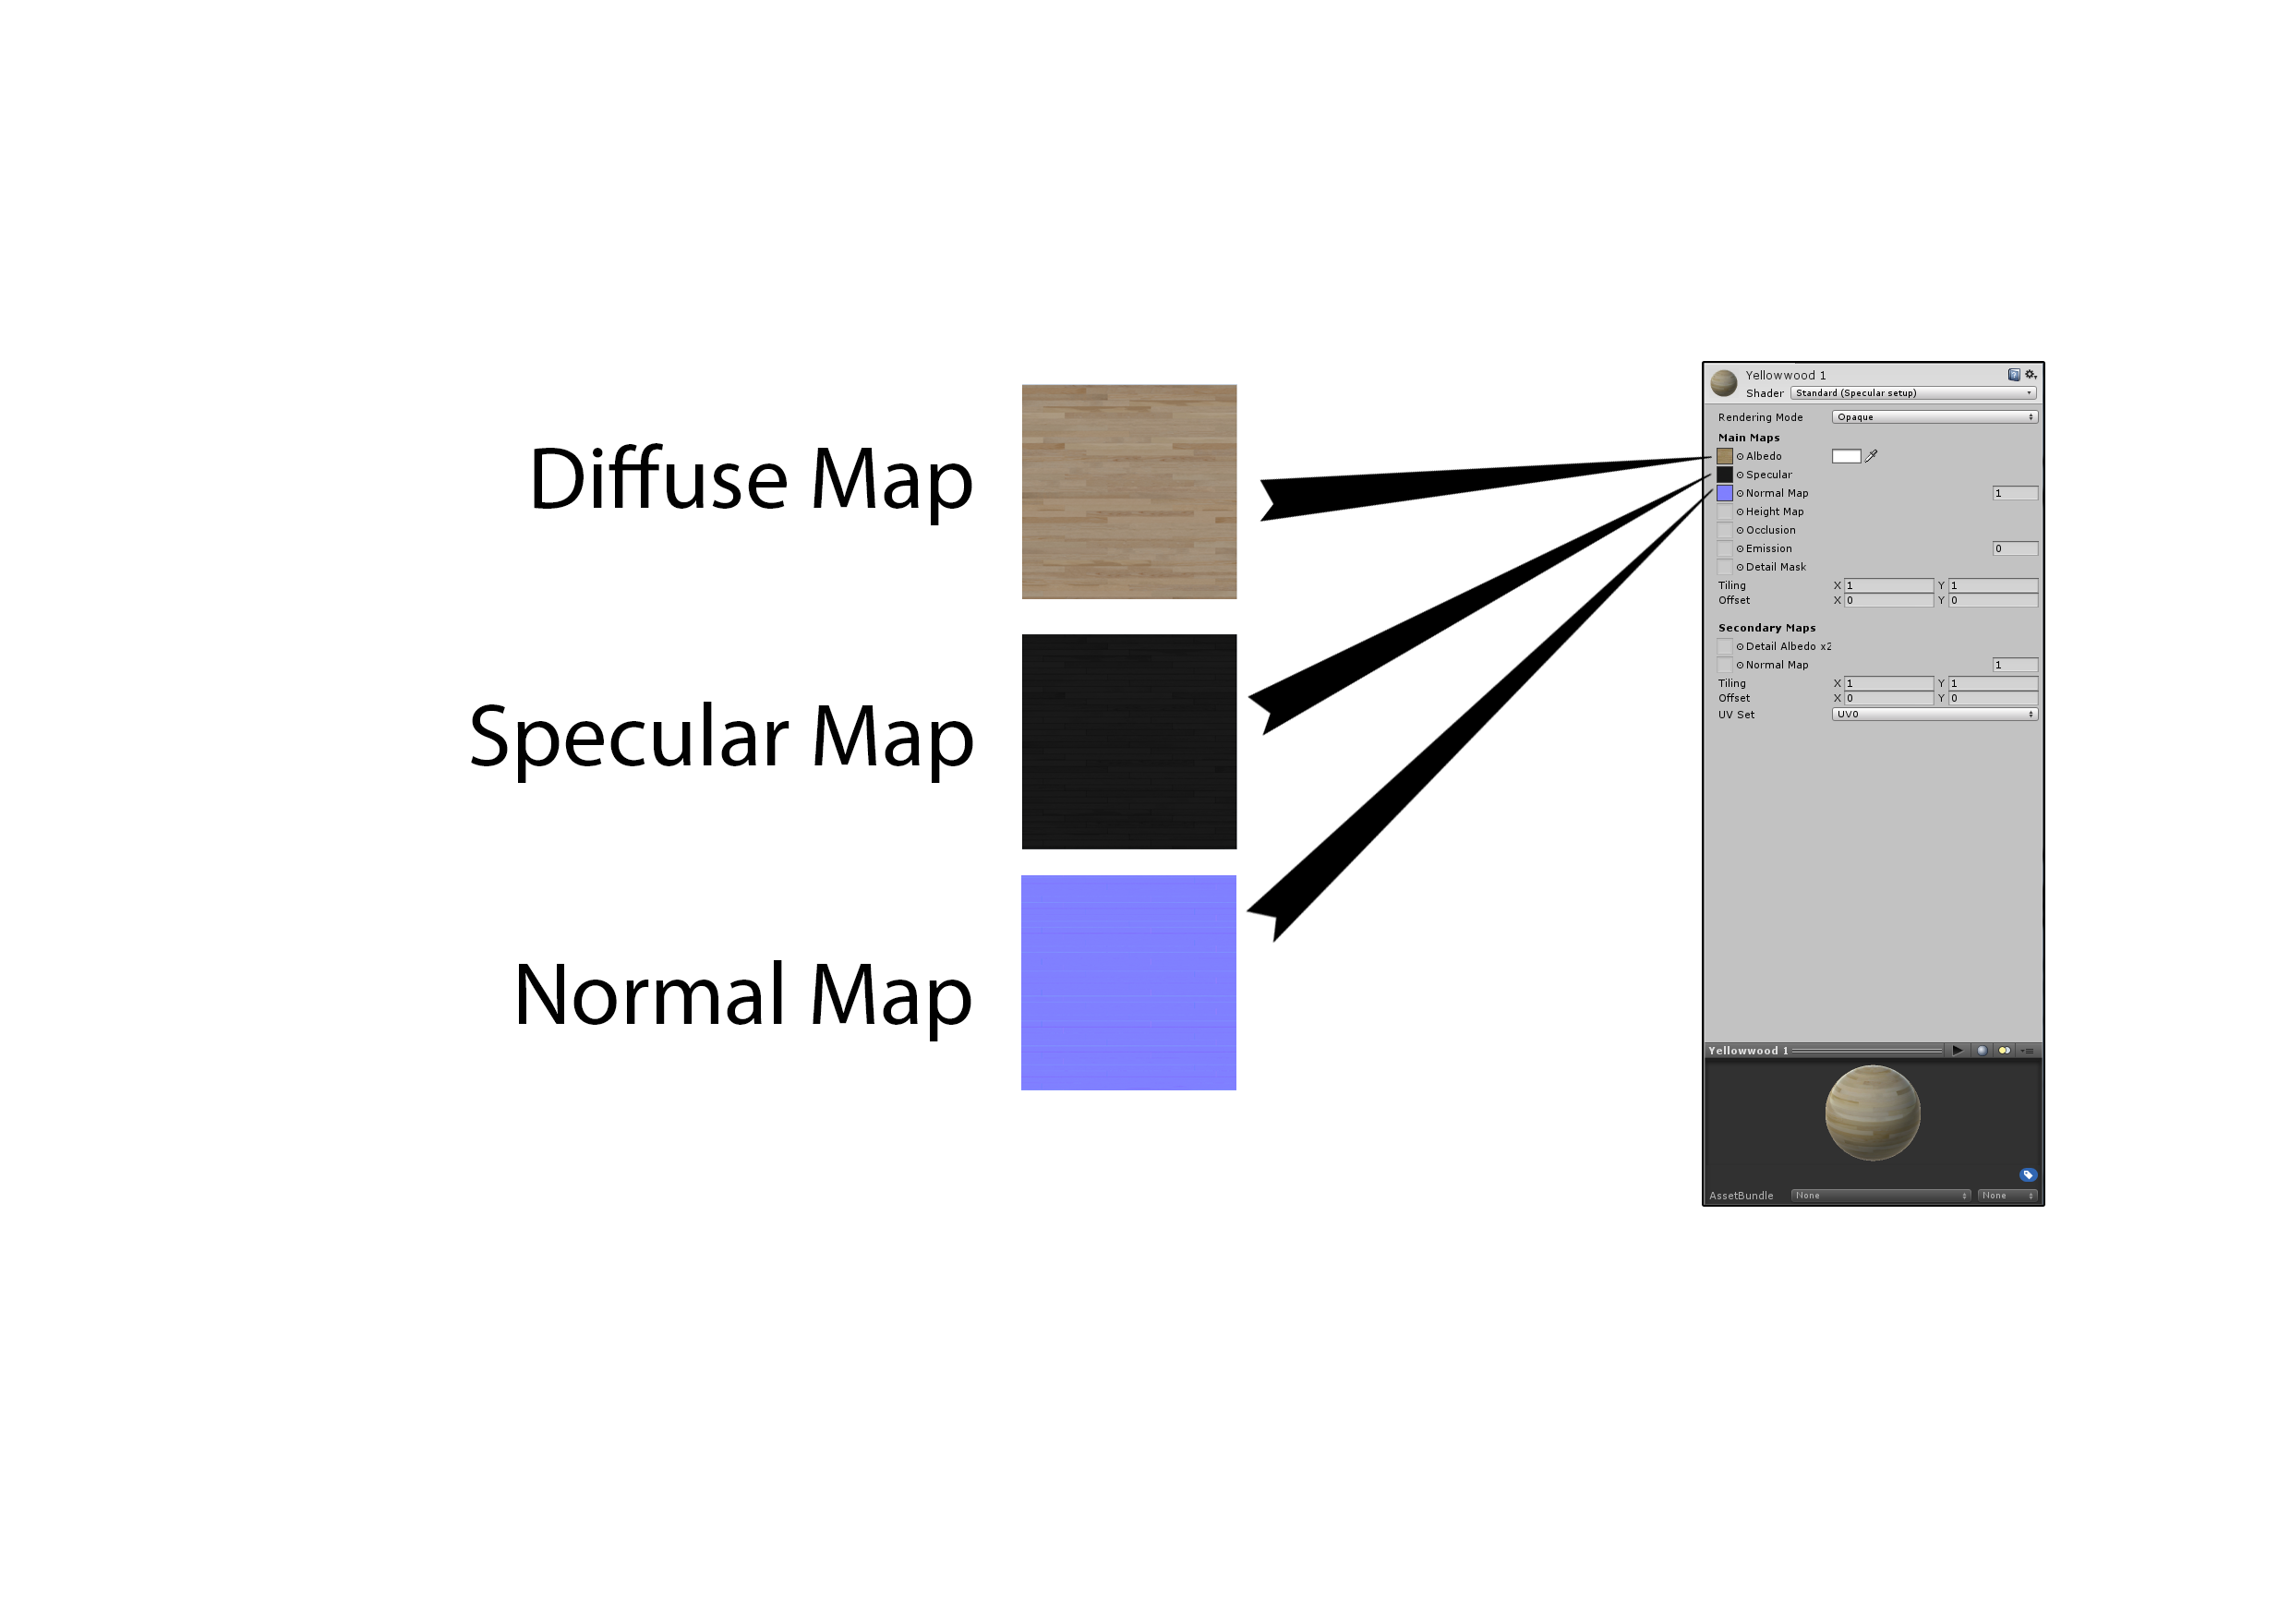 Diffuse Map
Specular Map
Normal Map
Yellowwood 1
Shader Standard (Specular setup)
Rendering Mode Opaque
Main Maps
Albedo
Specular
Normal Map 1
Height Map
Occlusion
Emission 0
Detail Mask
Tiling X 1 Y 1
Offset X 0 Y 0
Secondary Maps
Detail Albedo x2
Normal Map 1
Tiling X 1 Y 1
Offset X 0 Y 0
UV Set UV0
Yellowwood 1
AssetBundle None None